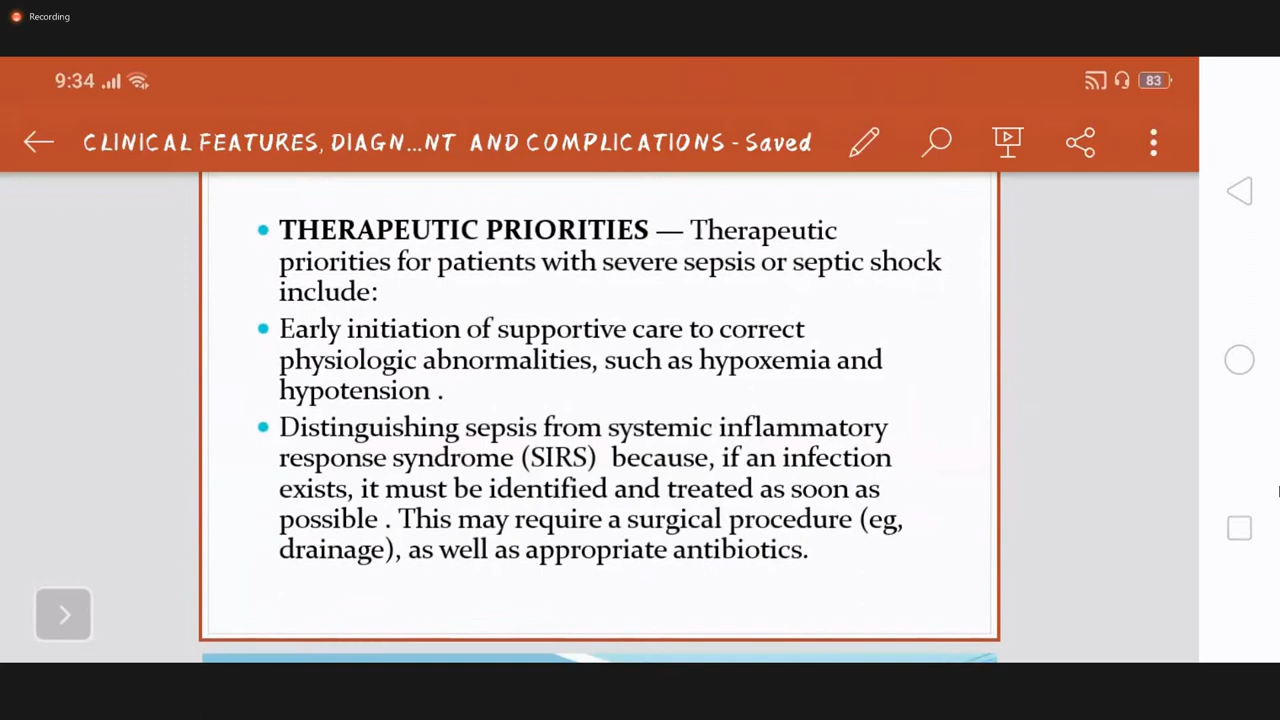 Recording
9:34
83
CLINICAL FEATURES, DIAGN...NT AND COMPLICATIONS - Saved
• THERAPEUTIC PRIORITIES — Therapeutic
priorities for patients with severe sepsis or septic shock
include:
• Early initiation of supportive care to correct
physiologic abnormalities, such as hypoxemia and
hypotension .
• Distinguishing sepsis from systemic inflammatory
response syndrome (SIRS)  because, if an infection
exists, it must be identified and treated as soon as
possible . This may require a surgical procedure (eg,
drainage), as well as appropriate antibiotics.